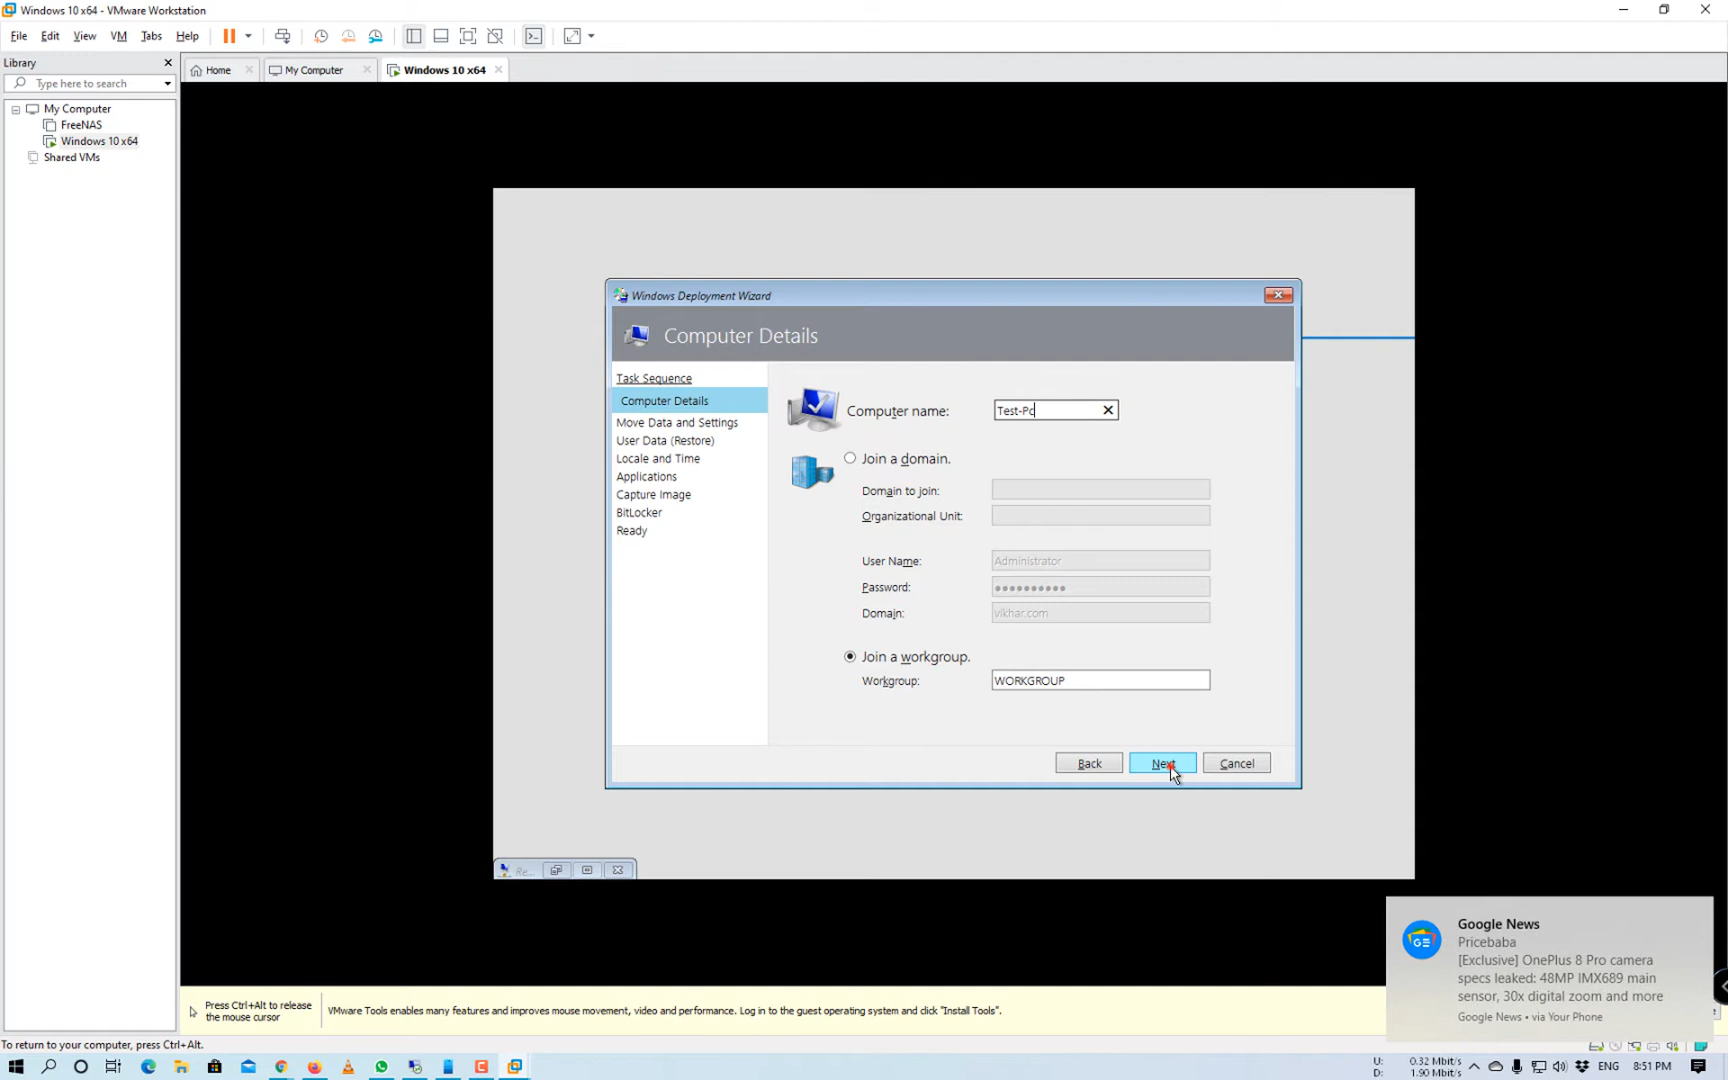 Windows 10 x64 - VMware Workstation
File Edit View VM Tabs Help
Library
Type here to search
My Computer
FreeNAS
Windows 10 x64
Shared VMs
Home
My Computer
Windows 10 x64
Windows Deployment Wizard
Computer Details
Task Sequence
Computer Details
Move Data and Settings
User Data (Restore)
Locale and Time
Applications
Capture Image
BitLocker
Ready
Computer name:
Test-Pc
Join a domain.
Domain to join:
Organizational Unit:
User Name:
Administrator
Password:
Domain:
vikhar.com
Join a workgroup.
Workgroup:
WORKGROUP
Back
Next
Cancel
Re...
Google News
Pricebaba
[Exclusive] OnePlus 8 Pro camera
specs leaked: 48MP IMX689 main
sensor, 30x digital zoom and more
Google News • via Your Phone
Press Ctrl+Alt to release
the mouse cursor
VMware Tools enables many features and improves mouse movement, video and performance. Log in to the guest operating system and click "Install Tools".
To return to your computer, press Ctrl+Alt.
U: 0.32 Mbit/s
D: 1.90 Mbit/s
ENG
8:51 PM